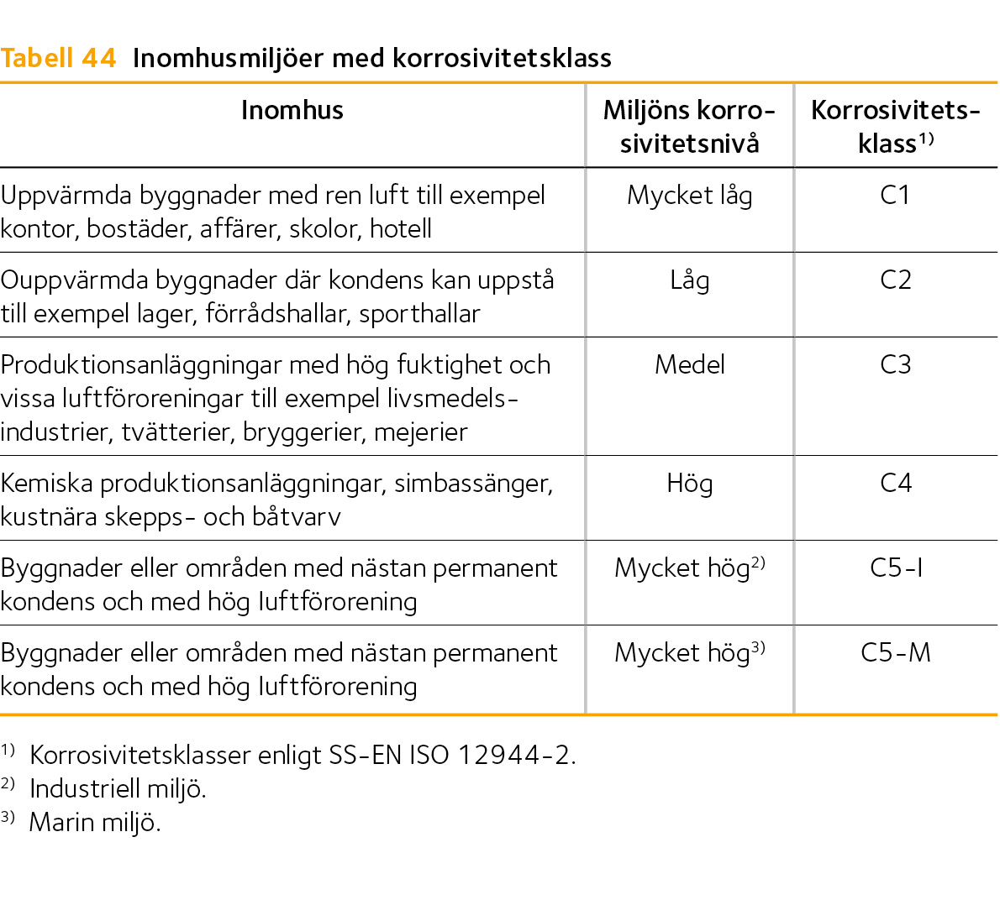 Tabell 44 Inomhusmiljöer med korrosivitetsklass
Inomhus
Miljöns korro-
sivitetsnivå
Korrosivitets-
klass1)
Uppvärmda byggnader med ren luft till exempel
kontor, bostäder, affärer, skolor, hotell
Mycket låg
C1
Ouppvärmda byggnader där kondens kan uppstå
till exempel lager, förrådshallar, sporthallar
Låg
C2
Produktionsanläggningar med hög fuktighet och
vissa luftföroreningar till exempel livsmedels-
industrier, tvätterier, bryggerier, mejerier
Medel
C3
Kemiska produktionsanläggningar, simbassänger,
kustnära skepps- och båtvarv
Hög
C4
Byggnader eller områden med nästan permanent
kondens och med hög luftförorening
Mycket hög2)
C5-I
Byggnader eller områden med nästan permanent
kondens och med hög luftförorening
Mycket hög3)
C5-M
1) Korrosivitetsklasser enligt SS-EN ISO 12944-2.
2) Industriell miljö.
3) Marin miljö.